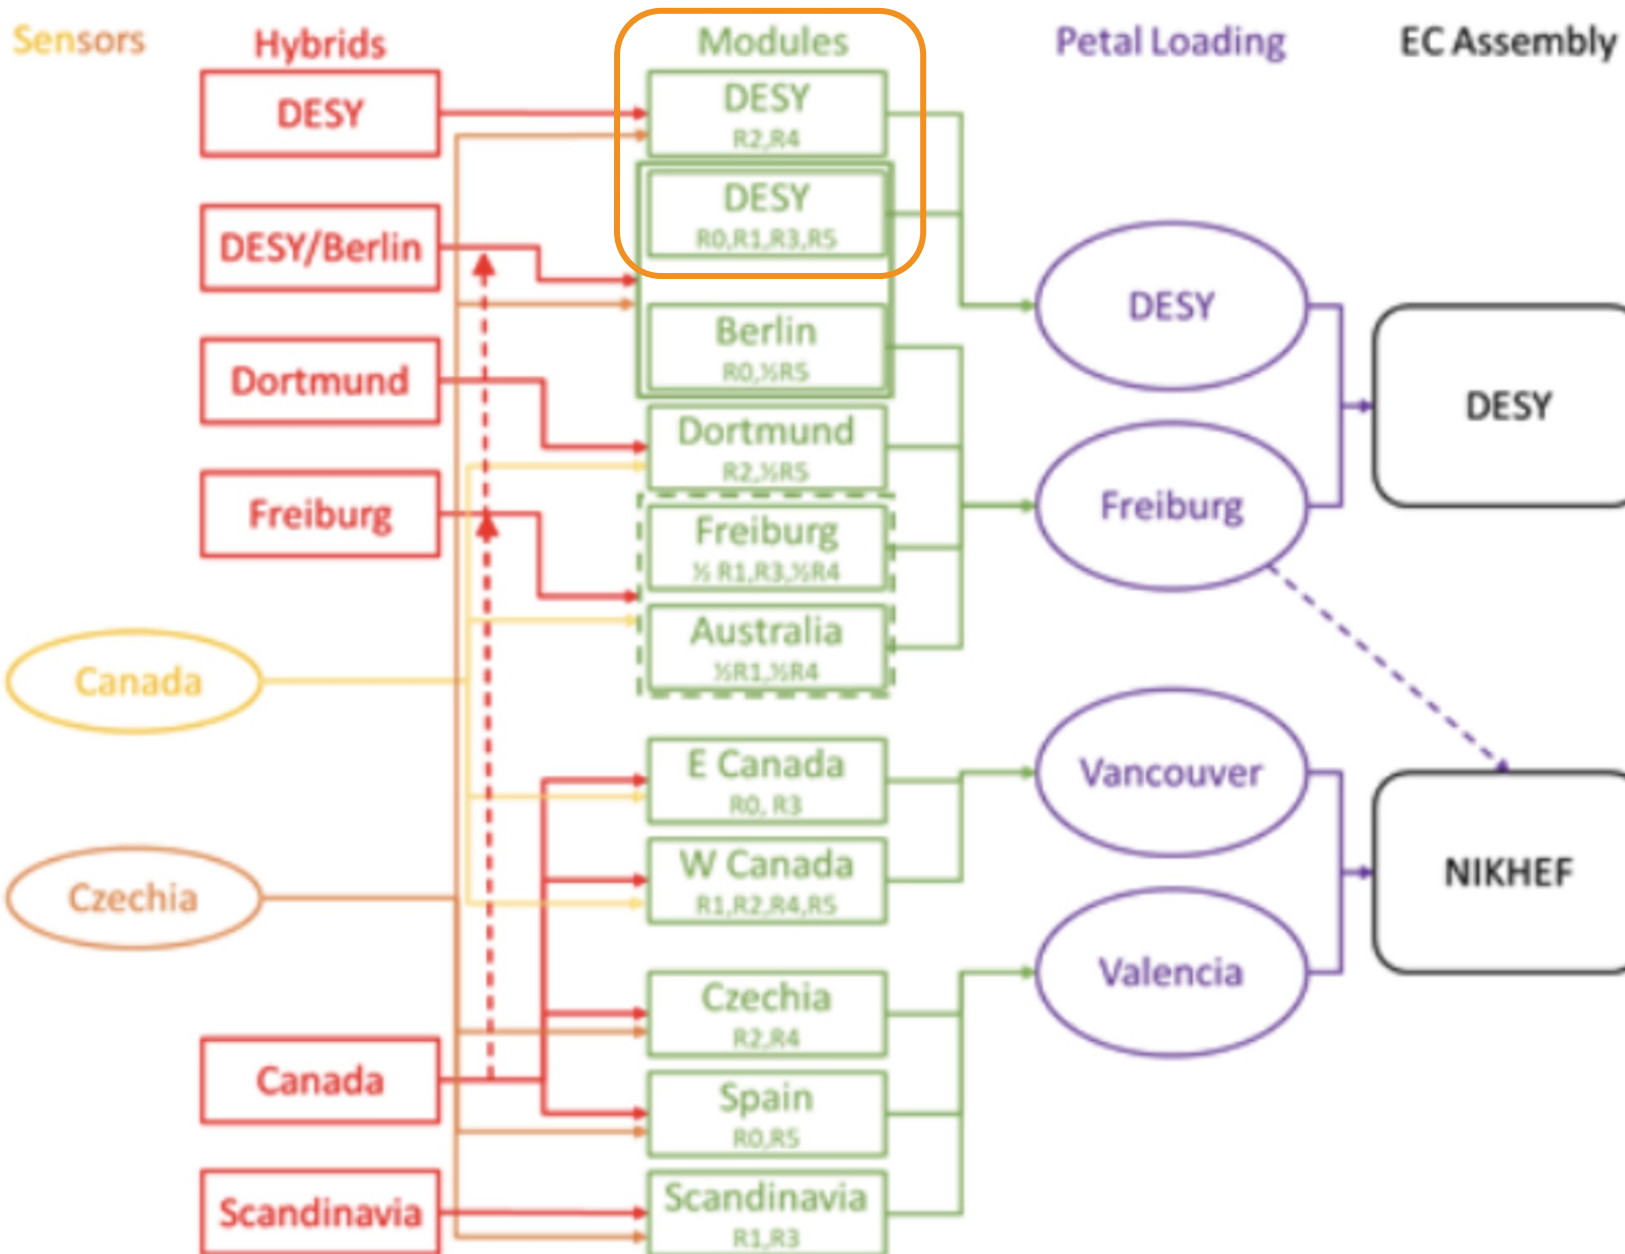 Sensors
Hybrids
Modules
Petal Loading
EC Assembly
DESY
DESY/Berlin
Dortmund
Freiburg
Canada
Czechia
Canada
Scandinavia
DESY
R2,R4
DESY
R0,R1,R3,R5
Berlin
R0,½R5
Dortmund
R2,½R5
Freiburg
½ R1,R3,½R4
Australia
½R1,½R4
E Canada
R0, R3
W Canada
R1,R2,R4,R5
Czechia
R2,R4
Spain
R0,R5
Scandinavia
R1,R3
DESY
Freiburg
Vancouver
Valencia
DESY
NIKHEF